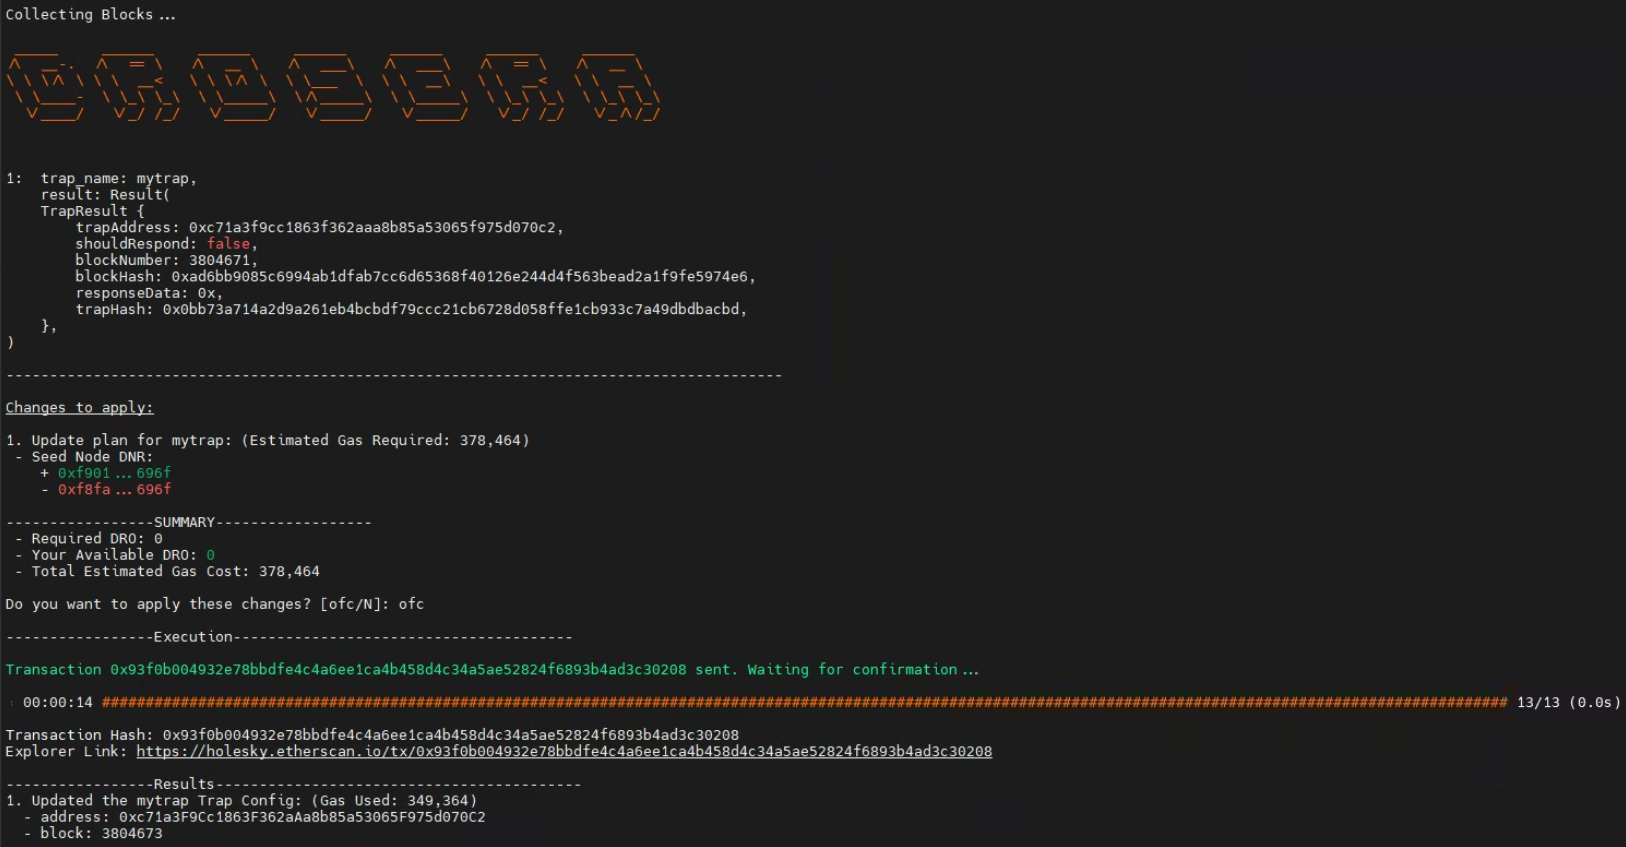 Collecting Blocks...
DROSERA
1:  trap_name: mytrap,
    result: Result(
    TrapResult {
        trapAddress: 0xc71a3f9cc1863f362aaa8b85a53065f975d070c2,
        shouldRespond: false,
        blockNumber: 3804671,
        blockHash: 0xad6bb9085c6994ab1dfab7cc6d65368f40126e244d4f563bead2a1f9fe5974e6,
        responseData: 0x,
        trapHash: 0x0bb73a714a2d9a261eb4bcbdf79ccc21cb6728d058ffe1cb933c7a49dbdbacbd,
    },
)
-----------------------------------------------------------------------------------------
Changes to apply:
1. Update plan for mytrap: (Estimated Gas Required: 378,464)
 - Seed Node DNR:
    + 0xf901...696f
    - 0xf8fa...696f
-----------------SUMMARY------------------
 - Required DRO: 0
 - Your Available DRO: 0
 - Total Estimated Gas Cost: 378,464
Do you want to apply these changes? [ofc/N]: ofc
-----------------Execution---------------------------------------
Transaction 0x93f0b004932e78bbdfe4c4a6ee1ca4b458d4c34a5ae52824f6893b4ad3c30208 sent. Waiting for confirmation...
00:00:14 ################################################################################################################################################################## 13/13 (0.0s)
Transaction Hash: 0x93f0b004932e78bbdfe4c4a6ee1ca4b458d4c34a5ae52824f6893b4ad3c30208
Explorer Link: https://holesky.etherscan.io/tx/0x93f0b004932e78bbdfe4c4a6ee1ca4b458d4c34a5ae52824f6893b4ad3c30208
-----------------Results------------------------------------------
1. Updated the mytrap Trap Config: (Gas Used: 349,364)
  - address: 0xc71a3F9Cc1863F362aAa8b85a53065F975d070C2
  - block: 3804673